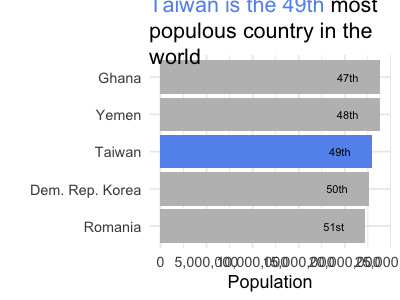 Taiwan is the 49th most
populous country in the
world
Ghana 47th
Yemen 48th
Taiwan 49th
Dem. Rep. Korea 50th
Romania 51st
0
Population